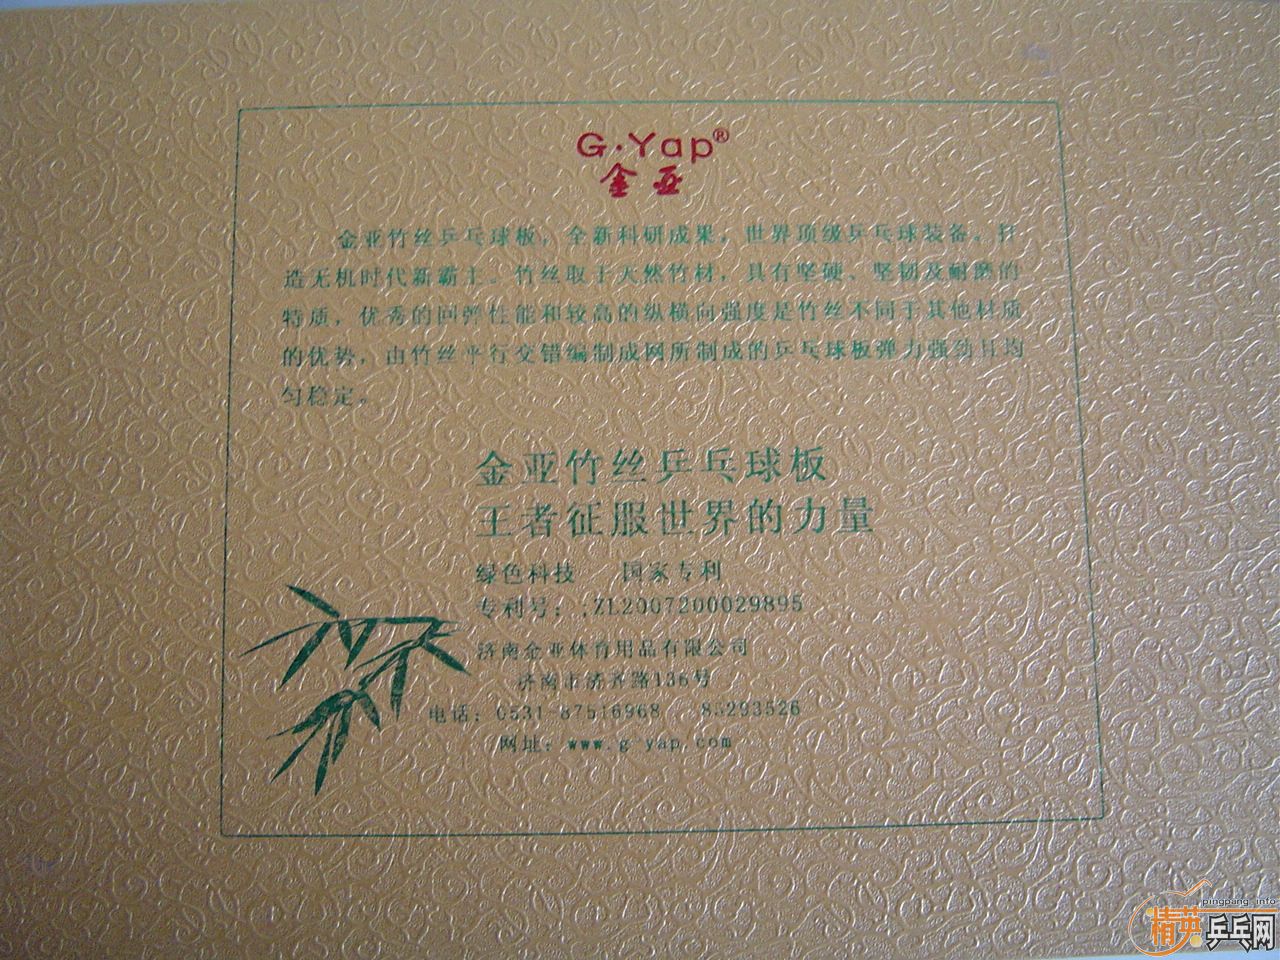 G·Yap®
金亚
金亚竹丝乒乓球板，全新科研成果，世界顶级乒乓球装备。打
造无机时代新霸主。竹丝取于天然竹材，具有坚硬、坚韧及耐磨的
特质，优秀的回弹性能和较高的纵横向强度是竹丝不同于其他材质
的优势，由竹丝平行交错编制成网所制成的乒乓球板弹力强劲且均
匀稳定。
金亚竹丝乒乓球板
王者征服世界的力量
绿色科技 国家专利
专利号：ZL2007200029895
济南金亚体育用品有限公司
济南市济齐路136号
电话：0531-87516968 85293526
网址：www.g-yap.com
pingpang.info
精英乒乓网